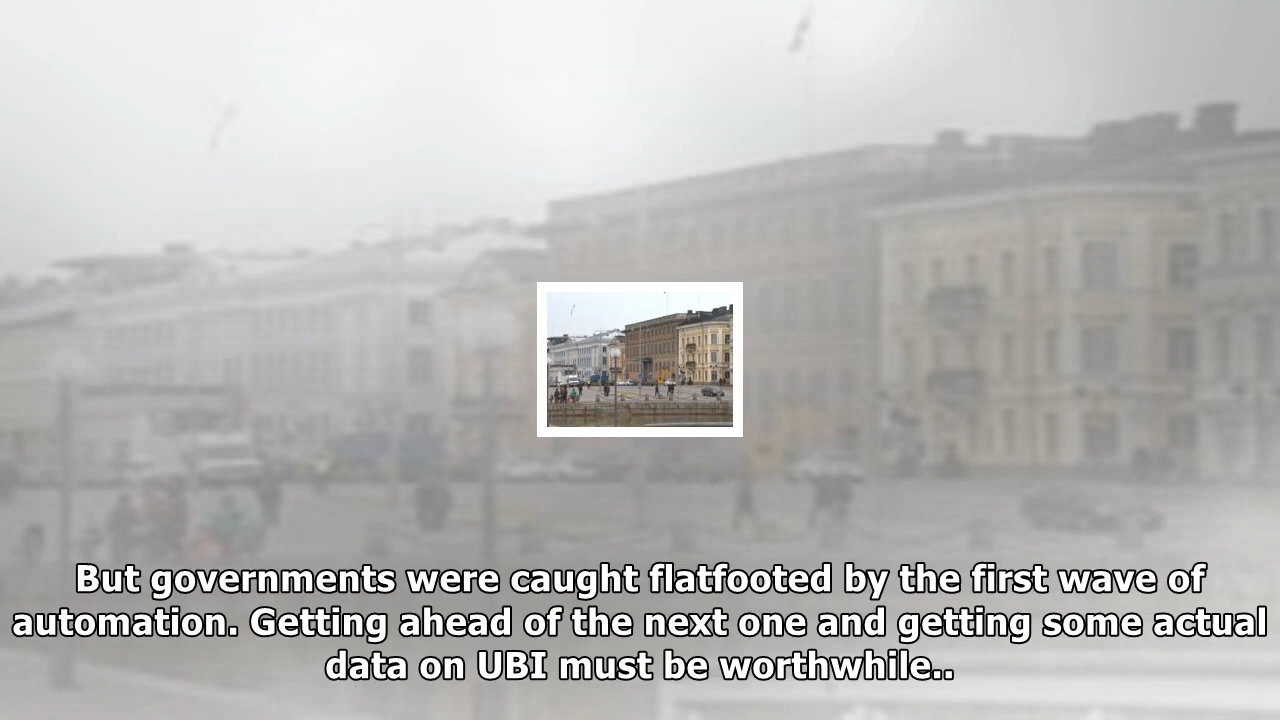 But governments were caught flatfooted by the first wave of
automation. Getting ahead of the next one and getting some actual
data on UBI must be worthwhile..